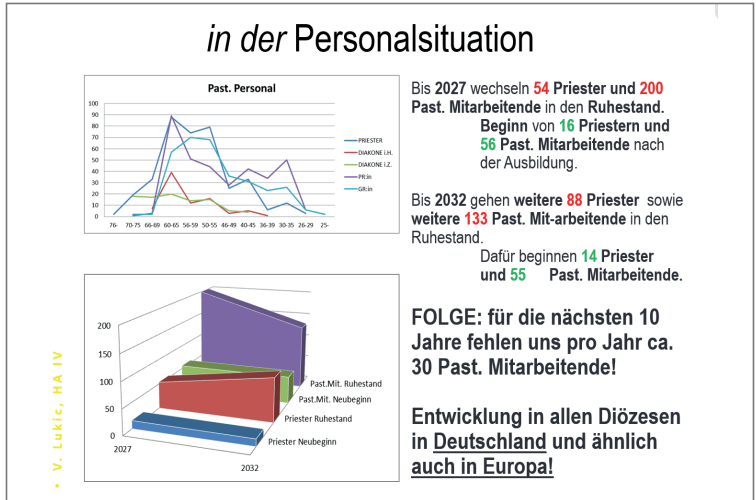 in der Personalsituation
Past. Personal
100
90
80
70
60
50
40
30
20
10
0
76- 70-75 66-69 60-65 56-59 50-55 46-49 40-45 36-39 30-35 26-29 25-
PRIESTER
DIAKONE i.H.
DIAKONE i.Z.
PR:in
GR:in
Bis 2027 wechseln 54 Priester und 200
Past. Mitarbeitende in den Ruhestand.
Beginn von 16 Priestern und
56 Past. Mitarbeitende nach
der Ausbildung.
Bis 2032 gehen weitere 88 Priester sowie
weitere 133 Past. Mit-arbeitende in den
Ruhestand.
Dafür beginnen 14 Priester
und 55 Past. Mitarbeitende.
200
150
100
50
0
2027
2032
Past.Mit. Ruhestand
Past.Mit. Neubeginn
Priester Ruhestand
Priester Neubeginn
FOLGE: für die nächsten 10
Jahre fehlen uns pro Jahr ca.
30 Past. Mitarbeitende!
Entwicklung in allen Diözesen
in Deutschland und ähnlich
auch in Europa!
• V. Lukic, HA IV